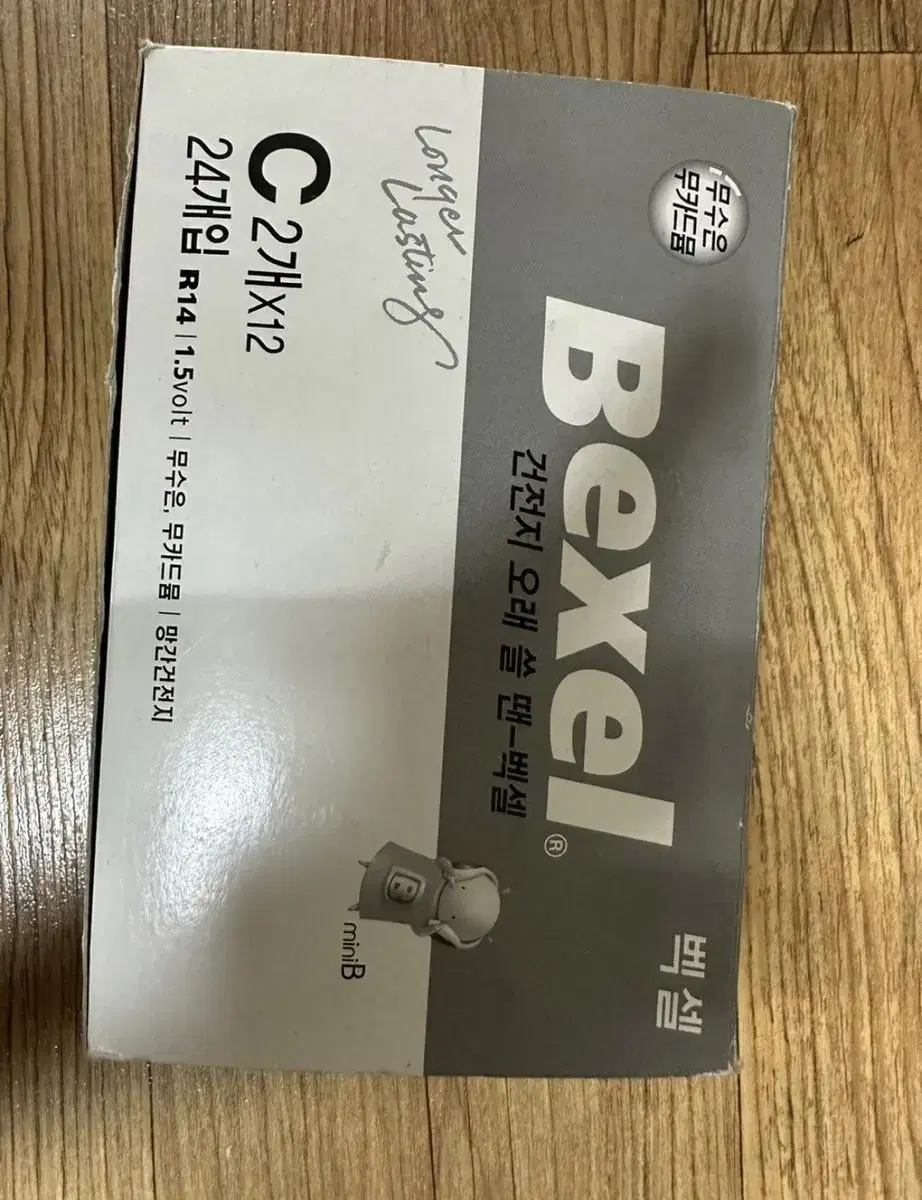 무수은
무카드뮴
Bexel®
벡셀
건전지 오래 쓸 땐-벡셀
Longer
Lasting
miniB
B
C 2개x12
24개입 R14 | 1.5volt | 무수은, 무카드뮴 | 망간건전지